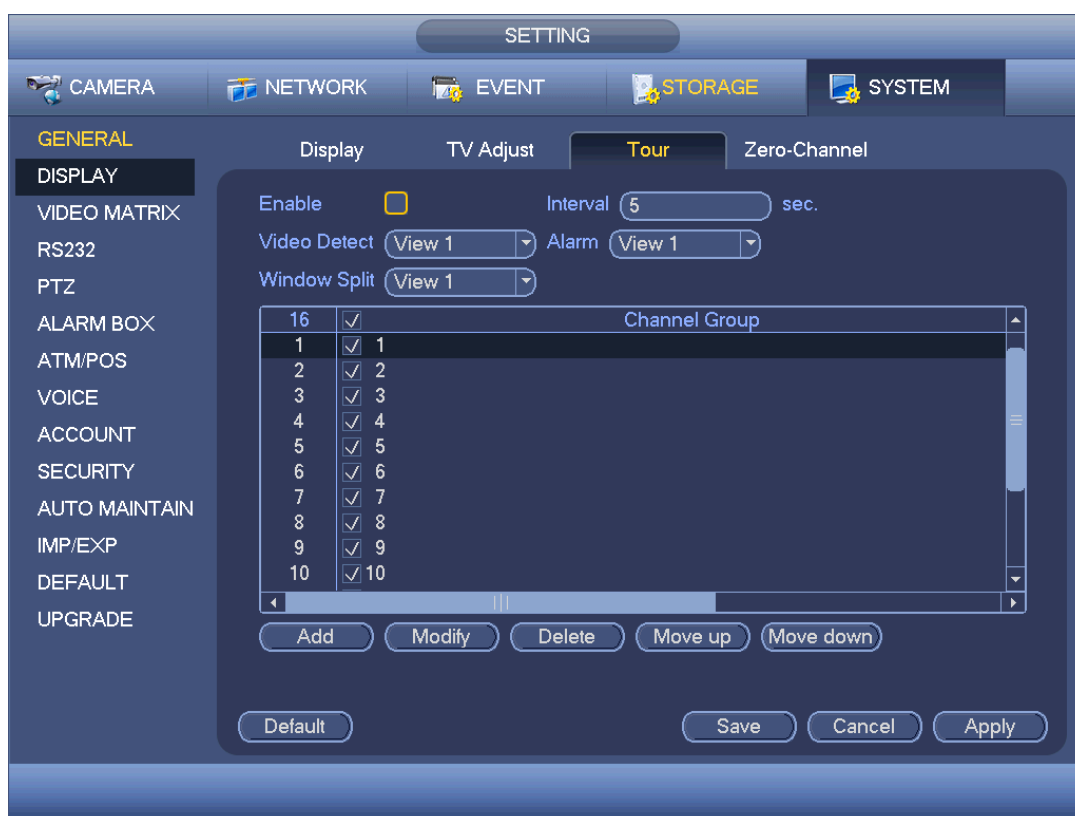 SETTING
CAMERA NETWORK EVENT STORAGE SYSTEM
GENERAL
DISPLAY
VIDEO MATRIX
RS232
PTZ
ALARM BOX
ATM/POS
VOICE
ACCOUNT
SECURITY
AUTO MAINTAIN
IMP/EXP
DEFAULT
UPGRADE
Display TV Adjust Tour Zero-Channel
Enable Interval 5 sec.
Video Detect View 1 Alarm View 1
Window Split View 1
16 Channel Group
1 1
2 2
3 3
4 4
5 5
6 6
7 7
8 8
9 9
10 10
Add Modify Delete Move up Move down
Default Save Cancel Apply